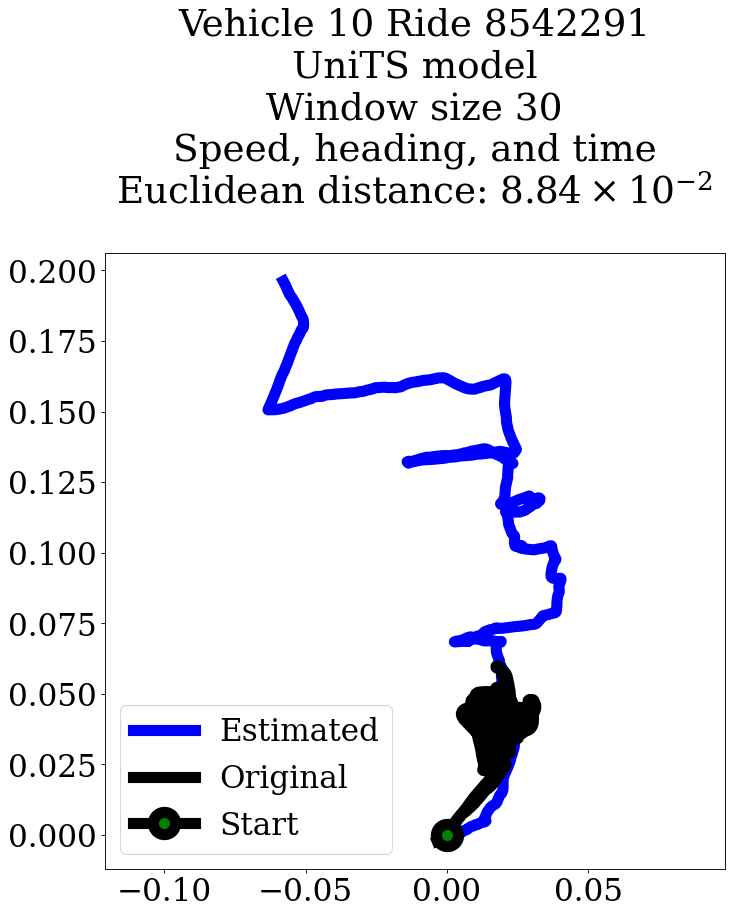 Vehicle 10 Ride 8542291
UniTS model
Window size 30
Speed, heading, and time
Euclidean distance: 8.84 × 10⁻²
0.200
0.175
0.150
0.125
0.100
0.075
0.050
0.025
0.000
Estimated
Original
Start
−0.10
−0.05
0.00
0.05